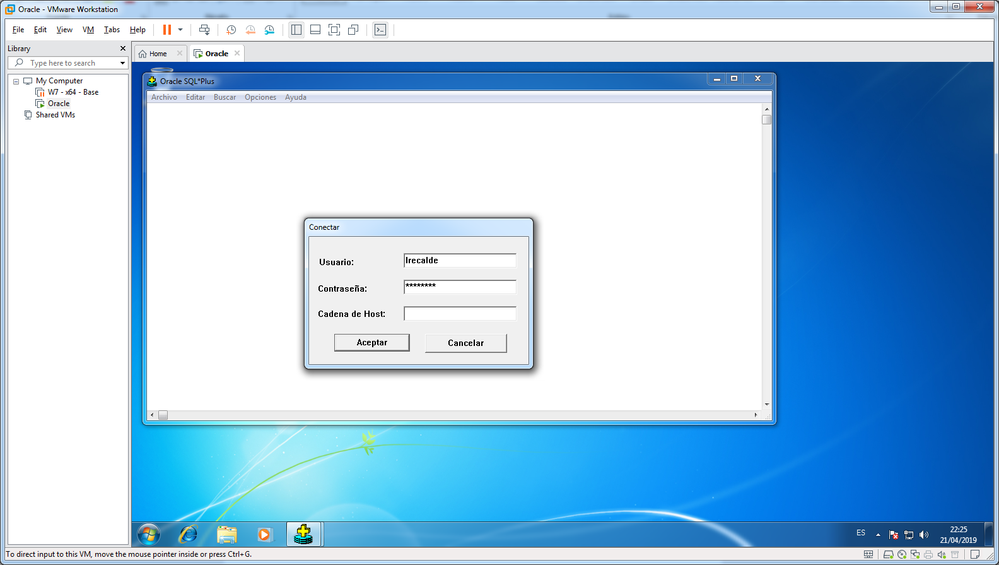 Oracle - VMware Workstation
File Edit View VM Tabs Help
Library
Type here to search
My Computer
W7 - x64 - Base
Oracle
Shared VMs
Home
Oracle
Oracle SQL*Plus
Archivo Editar Buscar Opciones Ayuda
Conectar
Usuario: lrecalde
Contraseña: ********
Cadena de Host:
Aceptar Cancelar
ES
22:25
21/04/2019
To direct input to this VM, move the mouse pointer inside or press Ctrl+G.